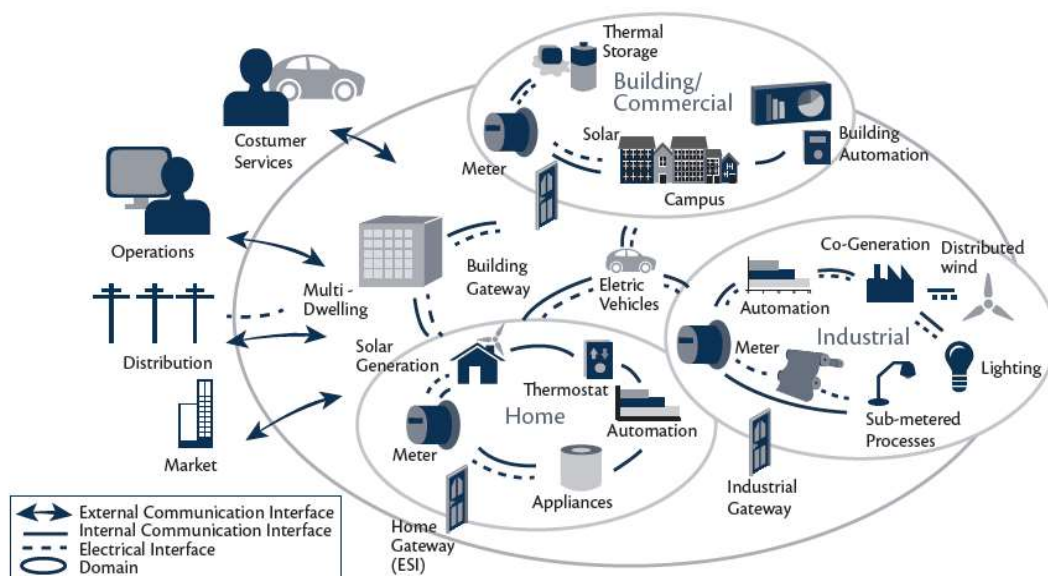 Thermal
Storage
Building/
Commercial
Costumer
Services
Solar
Meter
Building
Automation
Campus
Operations
Building
Gateway
Multi -
Dwelling
Eletric
Vehicles
Co-Generation
Distributed
wind
Automation
Industrial
Meter
Lighting
Sub-metered
Processes
Distribution
Solar
Generation
Thermostat
Home
Automation
Meter
Market
Appliances
Industrial
Gateway
Home
Gateway
(ESI)
External Communication Interface
Internal Communication Interface
Electrical Interface
Domain